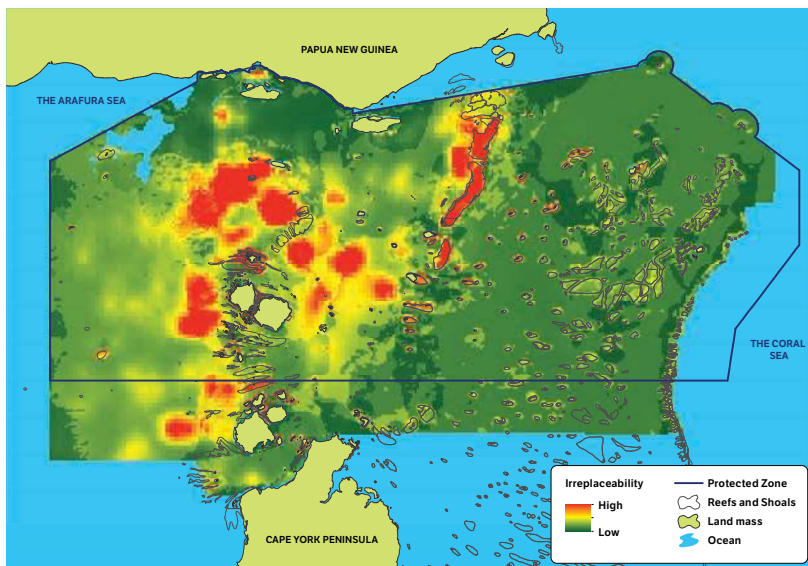 PAPUA NEW GUINEA
THE ARAFURA SEA
THE CORAL
SEA
CAPE YORK PENINSULA
Irreplaceability
High
Low
Protected Zone
Reefs and Shoals
Land mass
Ocean